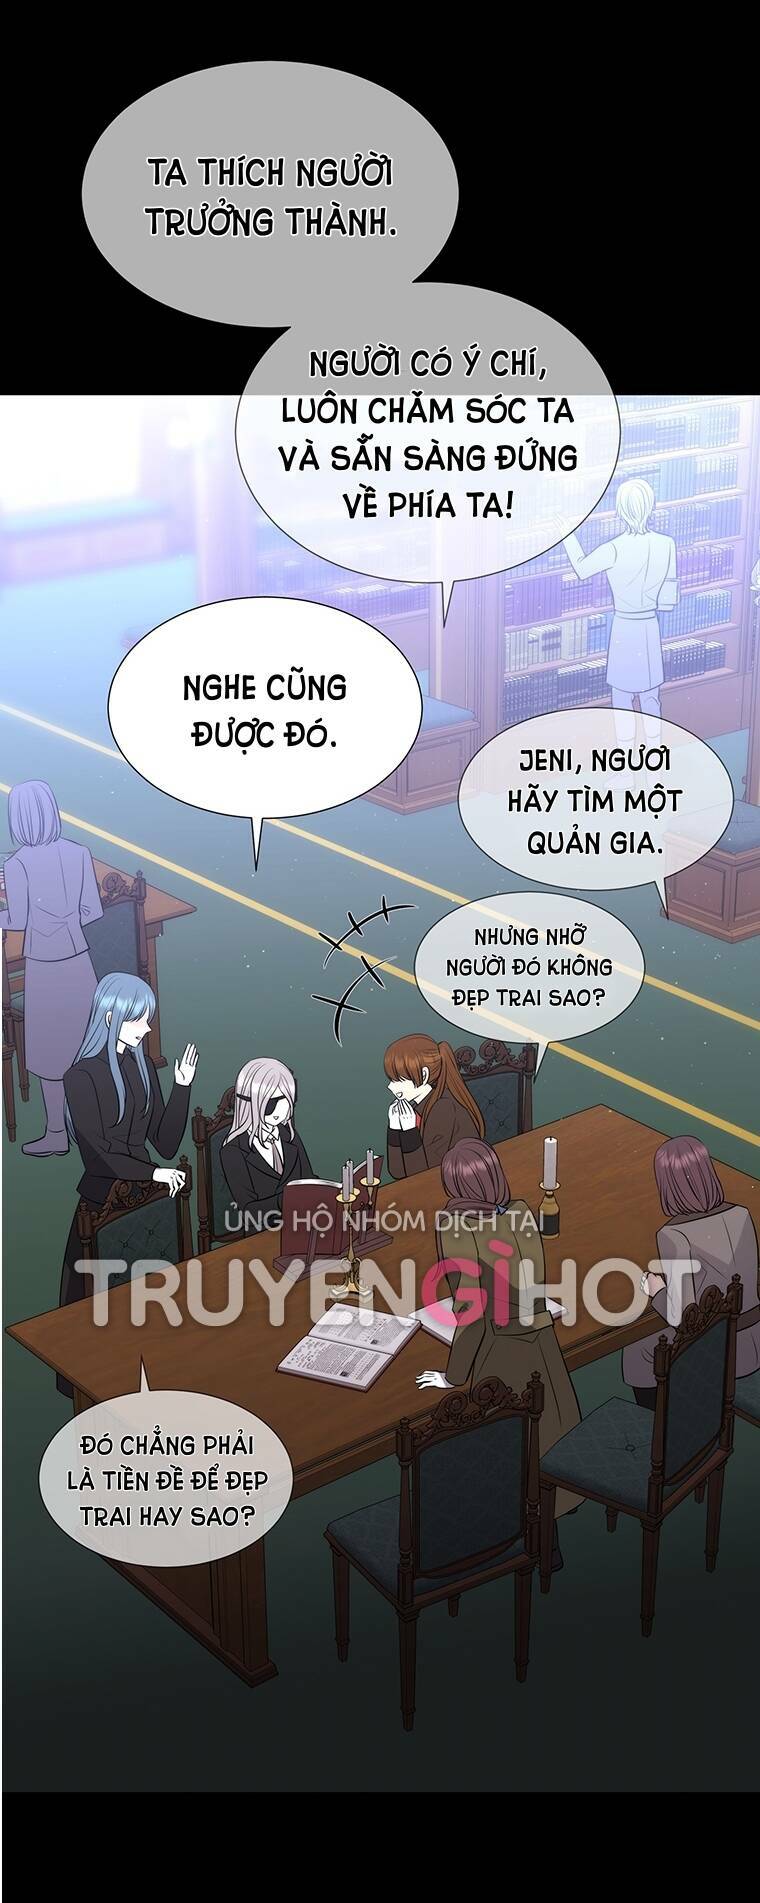 TA THÍCH NGƯỜI
TRƯỞNG THÀNH.
NGƯỜI CÓ Ý CHÍ,
LUÔN CHĂM SÓC TA
VÀ SẴN SÀNG ĐỨNG
VỀ PHÍA TA!
NGHE CŨNG
ĐƯỢC ĐÓ.
JENI, NGƯƠI
HÃY TÌM MỘT
QUẢN GIA.
NHƯNG NHỠ
NGƯỜI ĐÓ KHÔNG
ĐẸP TRAI SAO?
ỦNG HỘ NHÓM DỊCH TẠI
TRUYENGIHOT
ĐÓ CHẲNG PHẢI
LÀ TIỀN ĐỀ ĐỂ ĐẸP
TRAI HAY SAO?